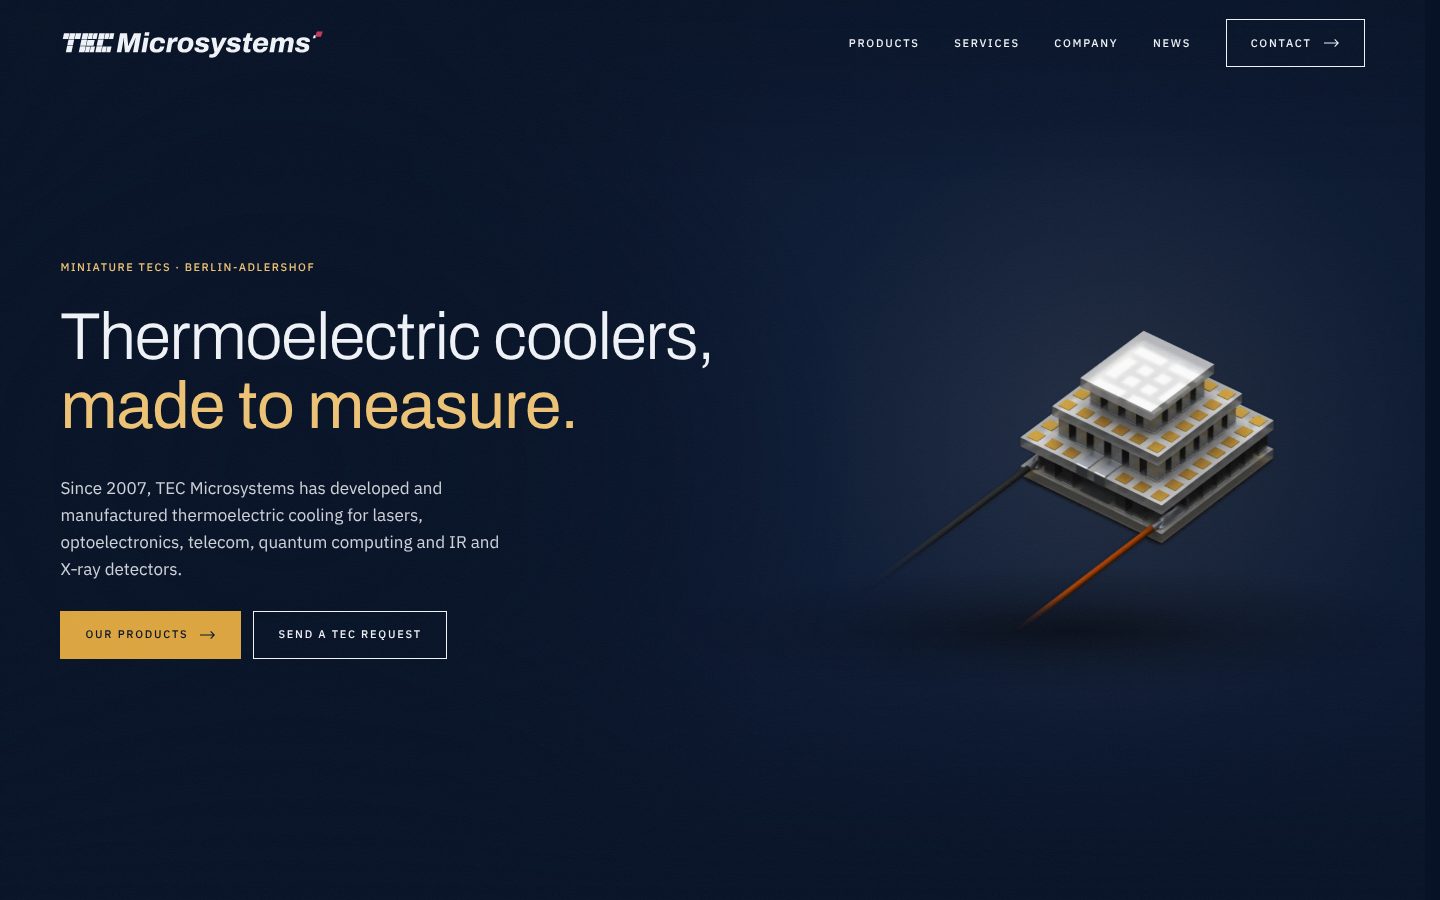 TEC Microsystems
PRODUCTS
SERVICES
COMPANY
NEWS
CONTACT
MINIATURE TECS · BERLIN-ADLERSHOF
Thermoelectric coolers,
made to measure.
Since 2007, TEC Microsystems has developed and
manufactured thermoelectric cooling for lasers,
optoelectronics, telecom, quantum computing and IR and
X-ray detectors.
OUR PRODUCTS
SEND A TEC REQUEST